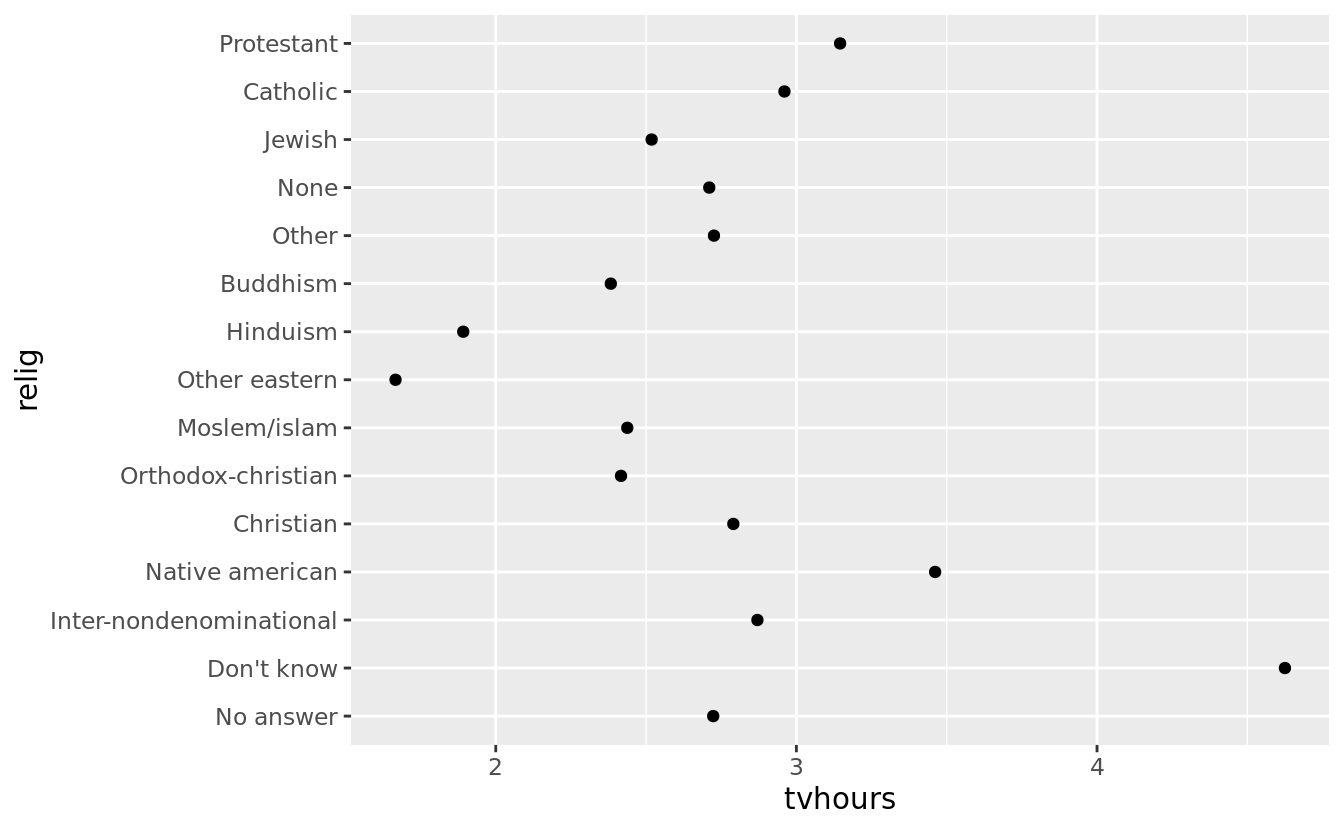 Protestant
Catholic
Jewish
None
Other
Buddhism
Hinduism
Other eastern
Moslem/islam
Orthodox-christian
Christian
Native american
Inter-nondenominational
Don't know
No answer
relig
2 3 4
tvhours